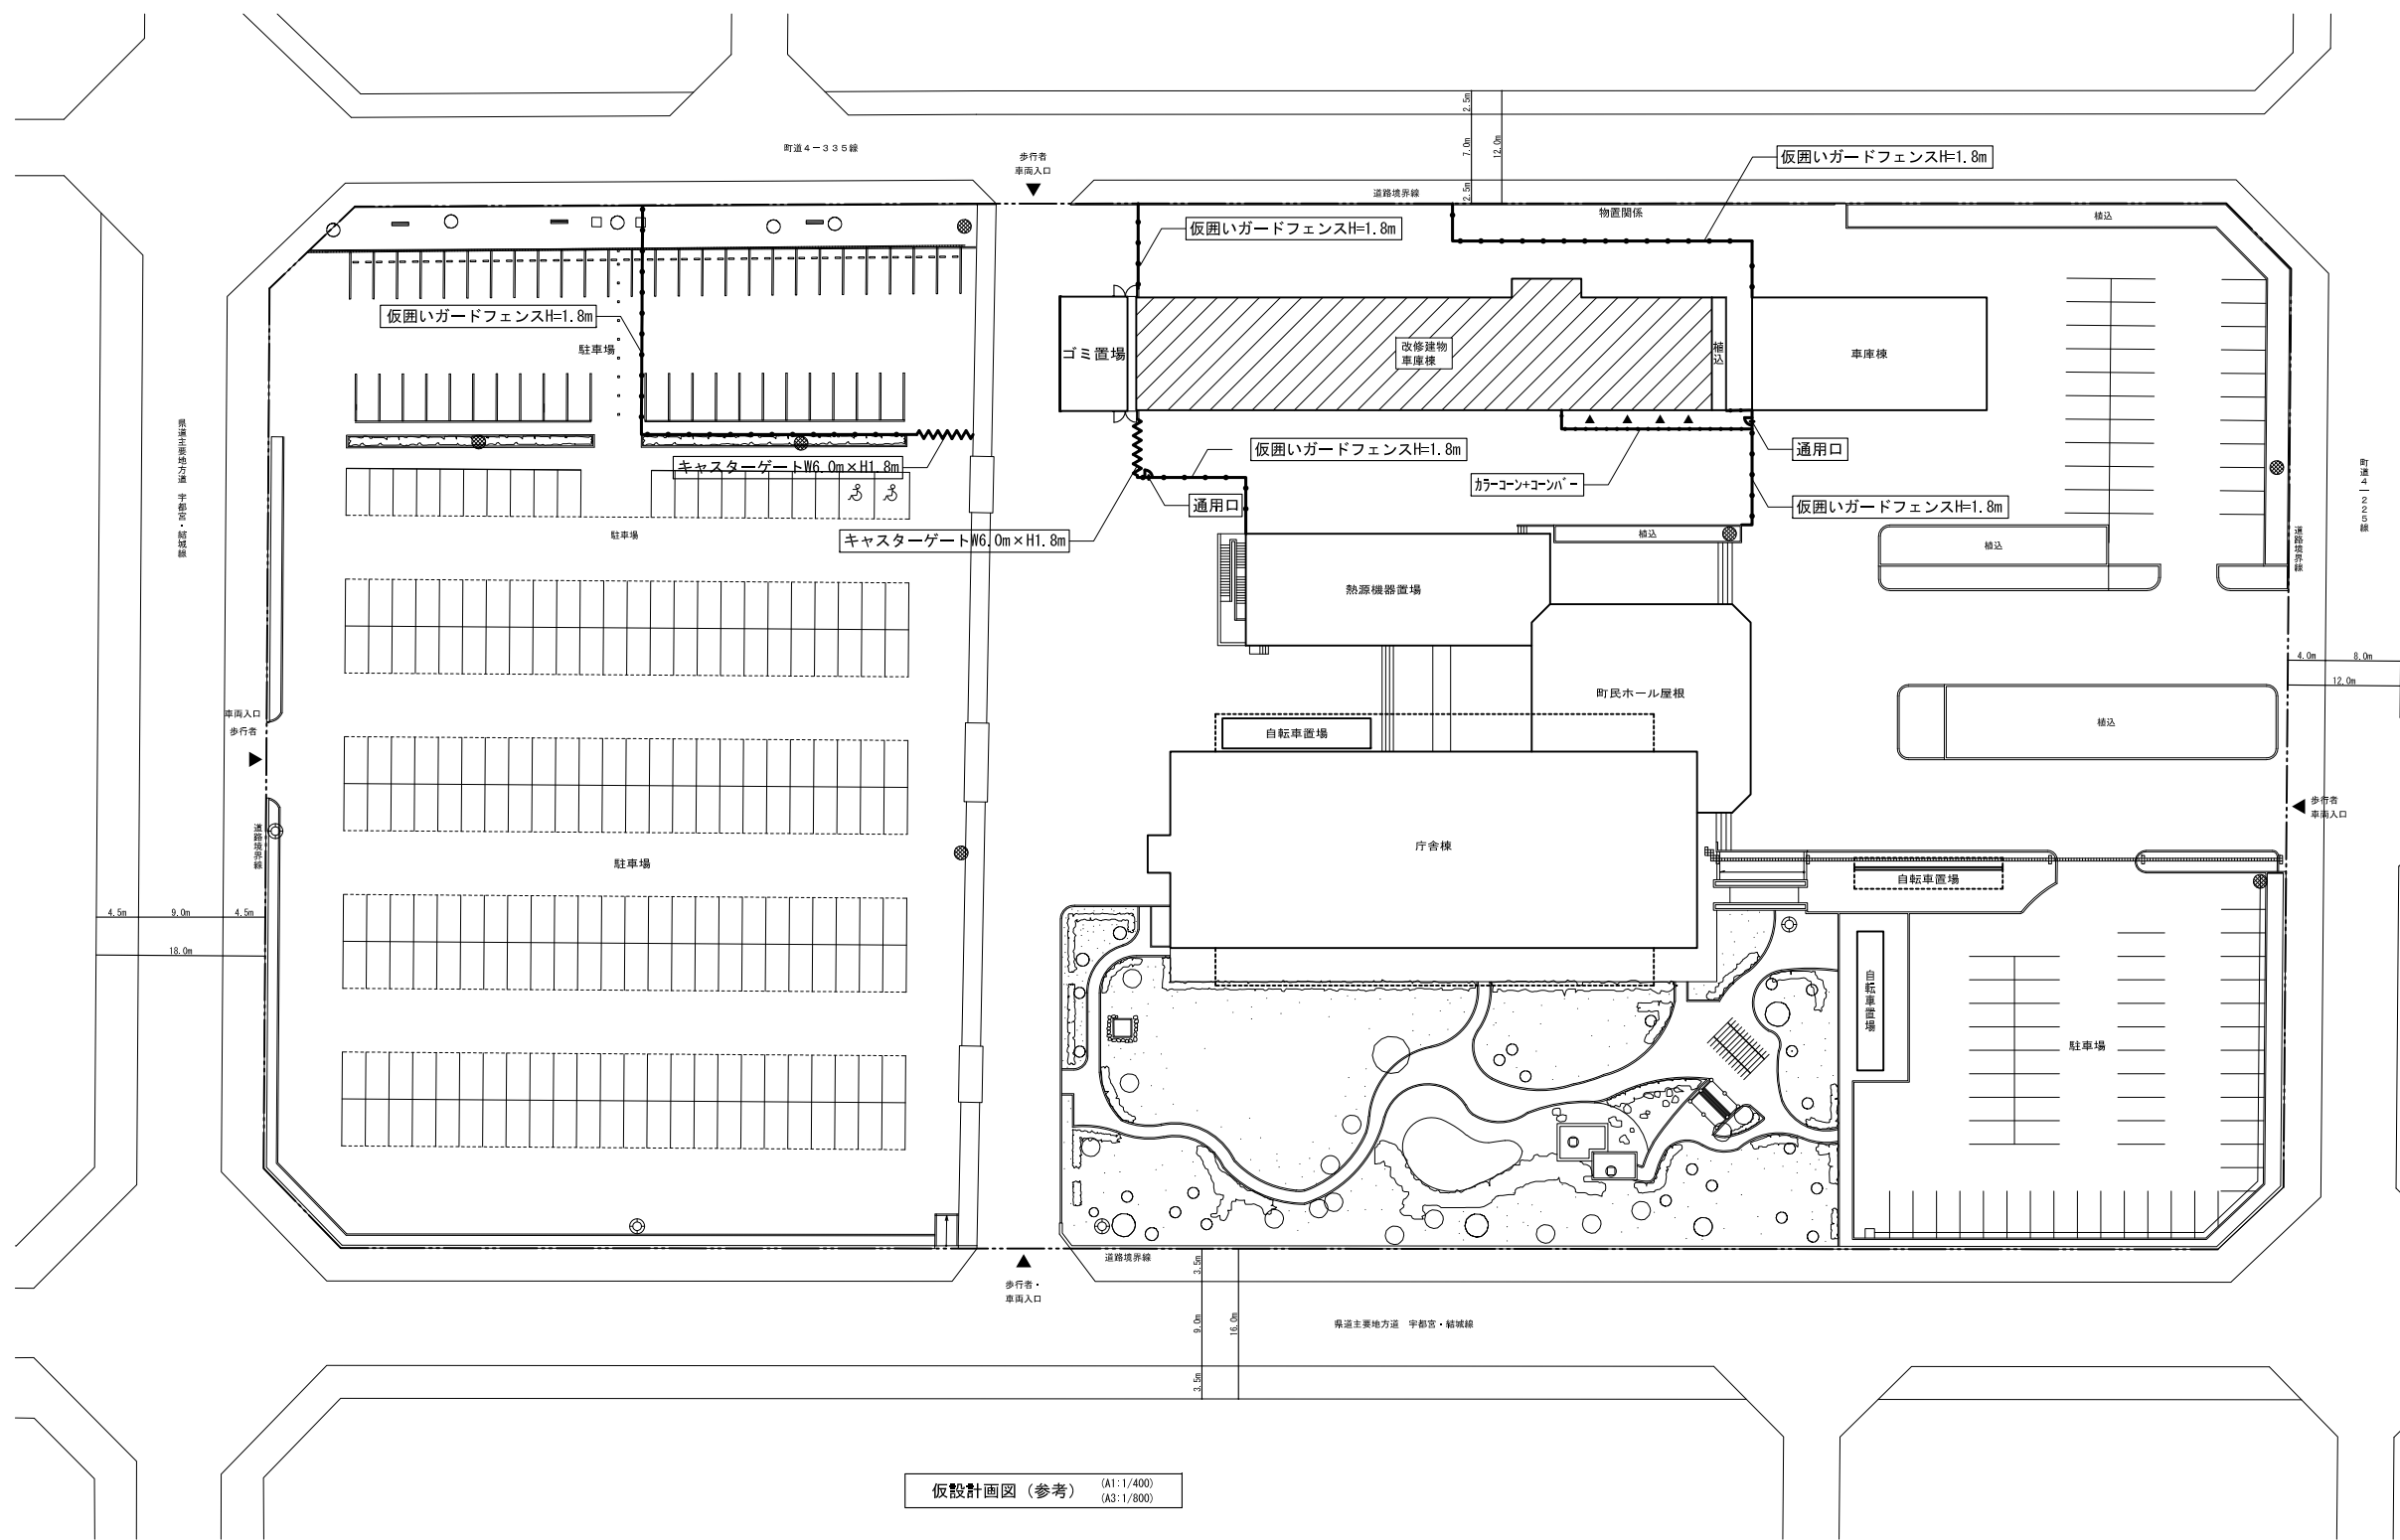 町道4－335線
歩行者
車両入口
2.5m
7.0m
12.0m
2.5m
道路境界線
仮囲いガードフェンスH=1.8m
物置関係
植込
仮囲いガードフェンスH=1.8m
仮囲いガードフェンスH=1.8m
駐車場
ゴミ置場
改修建物
車庫棟
植込
車庫棟
県道主要地方道　宇都宮・結城線
キャスターゲートW6.0m×H1.8m
仮囲いガードフェンスH=1.8m
通用口
通用口
カラーコーン+コーンバー
仮囲いガードフェンスH=1.8m
町道4－225線
道路境界線
駐車場
キャスターゲートW6.0m×H1.8m
植込
植込
熱源機器置場
4.0m
8.0m
12.0m
町民ホール屋根
植込
車両入口
歩行者
自転車置場
歩行者
車両入口
道路境界線
駐車場
庁舎棟
自転車置場
4.5m
9.0m
4.5m
18.0m
自転車置場
駐車場
道路境界線
歩行者・
車両入口
3.5m
9.0m
16.0m
3.5m
県道主要地方道　宇都宮・結城線
仮設計画図（参考）
(A1:1/400)
(A3:1/800)